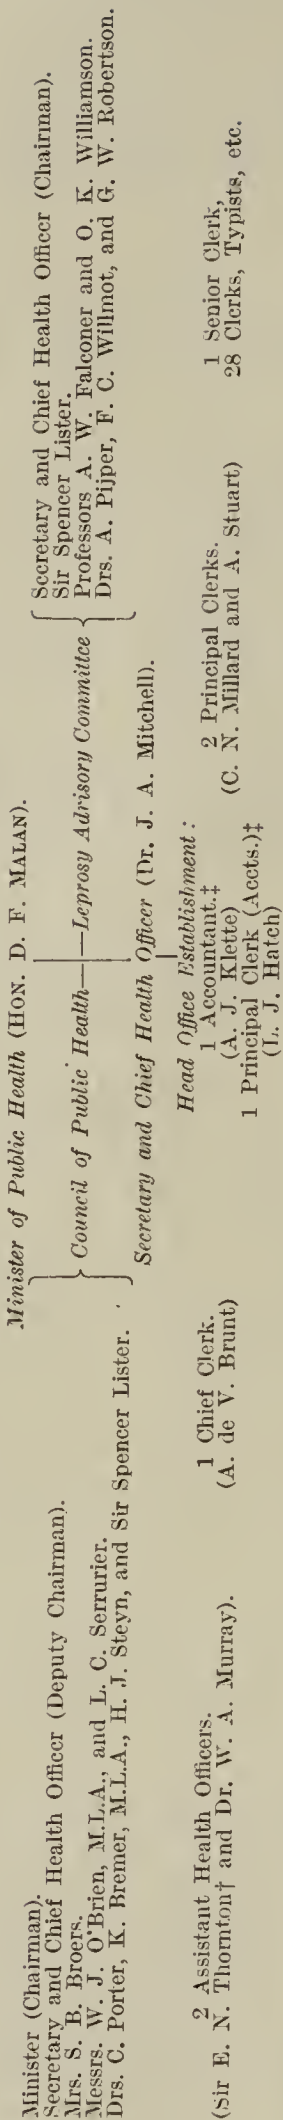 Minister of Public Health (HON. D. F. MALAN).
Minister (Chairman).
Secretary and Chief Health Officer (Deputy Chairman).
Mrs. S. B. Broers.
Messrs. W. J. O'Brien, M.L.A., and L. C. Serrurier.
Drs. C. Porter, K. Bremer, M.L.A., H. J. Steyn, and Sir Spencer Lister.
Council of Public Health——Leprosy Advisory Committee
Secretary and Chief Health Officer (Chairman).
Sir Spencer Lister.
Professors A. W. Falconer and O. K. Williamson.
Drs. A. Pijper, F. C. Willmot, and G. W. Robertson.
Secretary and Chief Health Officer (Dr. J. A. Mitchell).
Head Office Establishment :
2 Assistant Health Officers.
(Sir E. N. Thornton† and Dr. W. A. Murray).
1 Chief Clerk.
(A. de V. Brunt)
1 Accountant.‡
(A. J. Klette)
1 Principal Clerk (Accts.)‡
(L. J. Hatch)
2 Principal Clerks.
(C. N. Millard and A. Stuart)
1 Senior Clerk,
28 Clerks, Typists, etc.